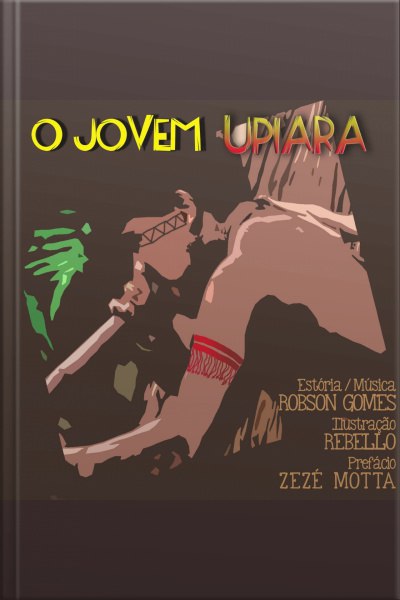 O JOVEM UPIARA
Estória / Música
ROBSON GOMES
Ilustração
REBELLO
Prefácio
ZEZÉ MOTTA